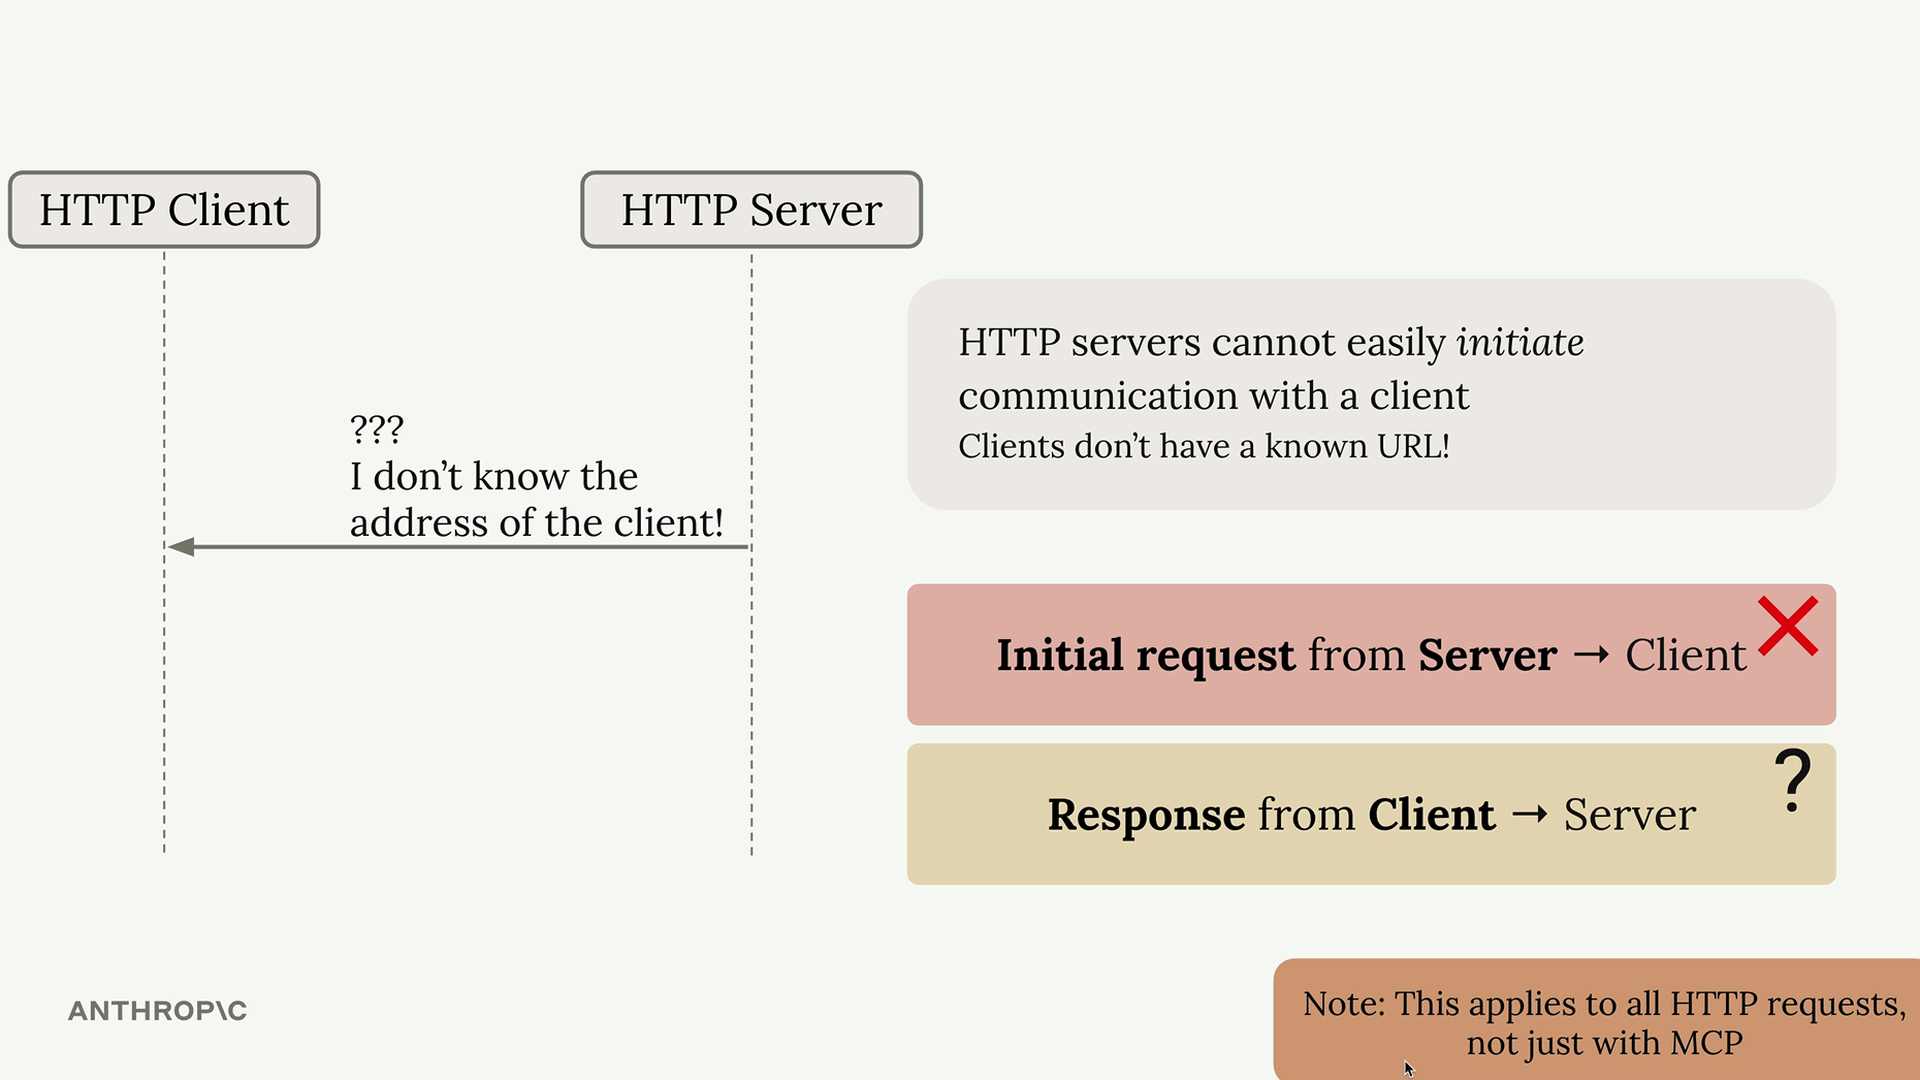 HTTP Client
HTTP Server
???
I don’t know the
address of the client!
HTTP servers cannot easily initiate
communication with a client
Clients don’t have a known URL!
Initial request from Server → Client
Response from Client → Server
?
ANTHROP\C
Note: This applies to all HTTP requests,
not just with MCP